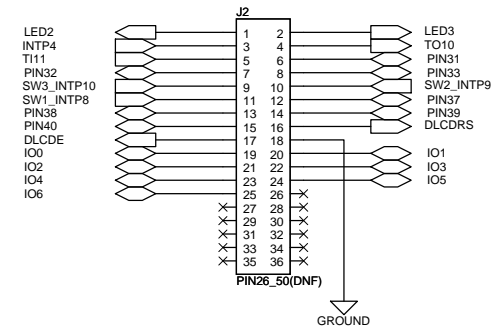 J2
LED2 1 2 LED3
INTP4 3 4 TO10
TI11 5 6 PIN31
PIN32 7 8 PIN33
SW3_INTP10 9 10 SW2_INTP9
SW1_INTP8 11 12 PIN37
PIN38 13 14 PIN39
PIN40 15 16 DLCDRS
DLCDE 17 18
IO0 19 20 IO1
IO2 21 22 IO3
IO4 23 24 IO5
IO6 25 26
27 28
29 30
31 32
33 34
35 36
PIN26_50(DNF)
GROUND